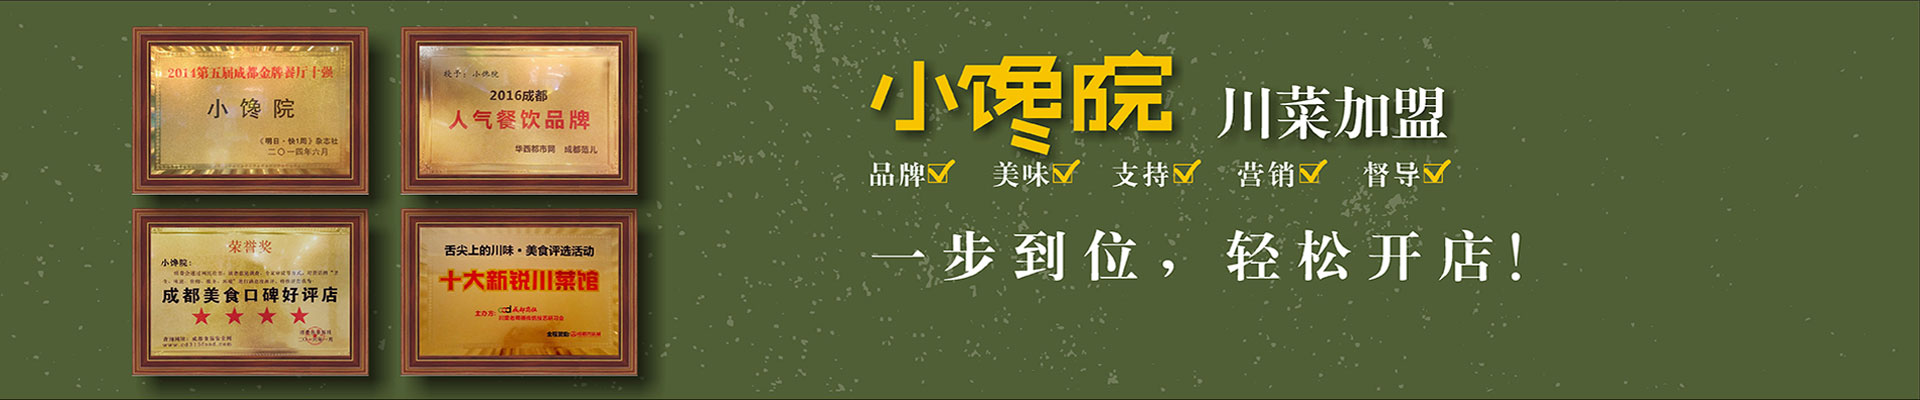 2014第五届成都金牌餐厅十强
小馋院
《明日·快1周》杂志社
二〇一四年六月
授予：小馋院
2016成都
人气餐饮品牌
华西都市网 成都范儿
荣誉奖
小馋院：
成都美食口碑好评店
舌尖上的川味·美食评选活动
十大新锐川菜馆
主办方：
小馋院 川菜加盟
品牌 美味 支持 营销 督导
一步到位，轻松开店！